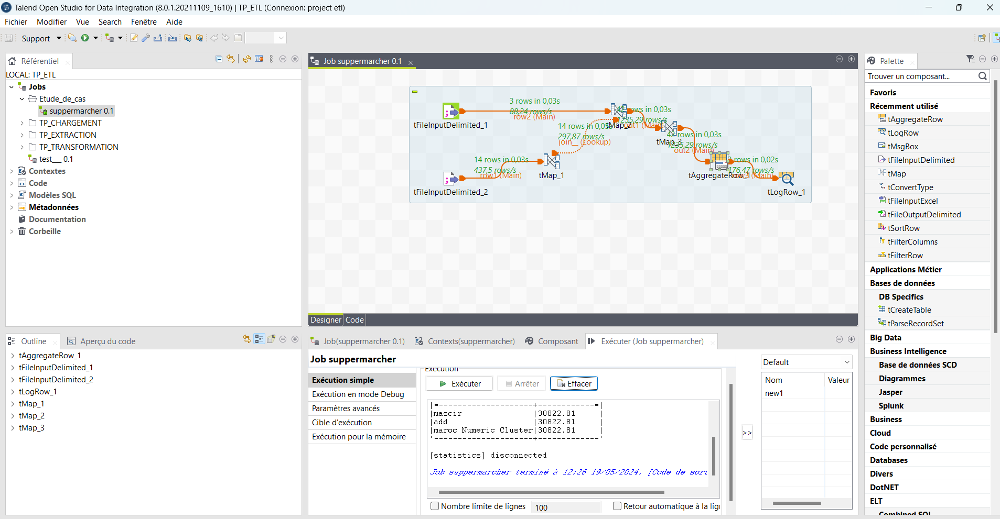 Talend Open Studio for Data Integration (8.0.1.20211109_1610) | TP_ETL (Connexion: project etl)
Fichier Modifier Vue Search Fenêtre Aide
Support
Référentiel
LOCAL: TP_ETL
Jobs
Etude_de_cas
suppermarcher 0.1
TP_CHARGEMENT
TP_EXTRACTION
TP_TRANSFORMATION
test__ 0.1
Contextes
Code
Modèles SQL
Métadonnées
Documentation
Corbeille
Job suppermarcher 0.1
3 rows in 0,03s
88,24 rows/s
row2 (Main)
tFileInputDelimited_1
42 rows in 0,03s
1235,29 rows/s
out1 (Main)
tMap_2
14 rows in 0,05s
297,87 rows/s
join__ (Lookup)
42 rows in 0,03s
1235,29 rows/s
out2 (Main)
tMap_3
14 rows in 0,03s
437,5 rows/s
row1 (Main)
tMap_1
tFileInputDelimited_2
3 rows in 0,02s
176,47 rows/s
row3 (Main)
tAggregateRow_1
tLogRow_1
Designer Code
Palette
Trouver un composant...
Favoris
Récemment utilisé
tAggregateRow
tLogRow
tMsgBox
tFileInputDelimited
tMap
tConvertType
tFileInputExcel
tFileOutputDelimited
tSortRow
tFilterColumns
tFilterRow
Applications Métier
Bases de données
DB Specifics
tCreateTable
tParseRecordSet
Big Data
Business Intelligence
Base de données SCD
Diagrammes
Jasper
Splunk
Business
Cloud
Code personnalisé
Databases
Divers
DotNET
ELT
Combined SQL
Outline Aperçu du code
tAggregateRow_1
tFileInputDelimited_1
tFileInputDelimited_2
tLogRow_1
tMap_1
tMap_2
tMap_3
Job(suppermarcher 0.1) Contexts(suppermarcher) Composant Exécuter (Job suppermarcher)
Job suppermarcher
Exécution simple
Exécution en mode Debug
Paramètres avancés
Cible d'exécution
Exécution pour la mémoire
Execution
Exécuter Arrêter Effacer
|=--------------------+------------=|
|mascir |30822.81 |
|add |30822.81 |
|maroc Numeric Cluster|30822.81 |
'---------------------+-------------'
[statistics] disconnected
Job suppermarcher terminé à 12:26 19/05/2024. [Code de sort
Nombre limite de lignes 100 Retour automatique à la lig
>>
Default
Nom Valeur
new1